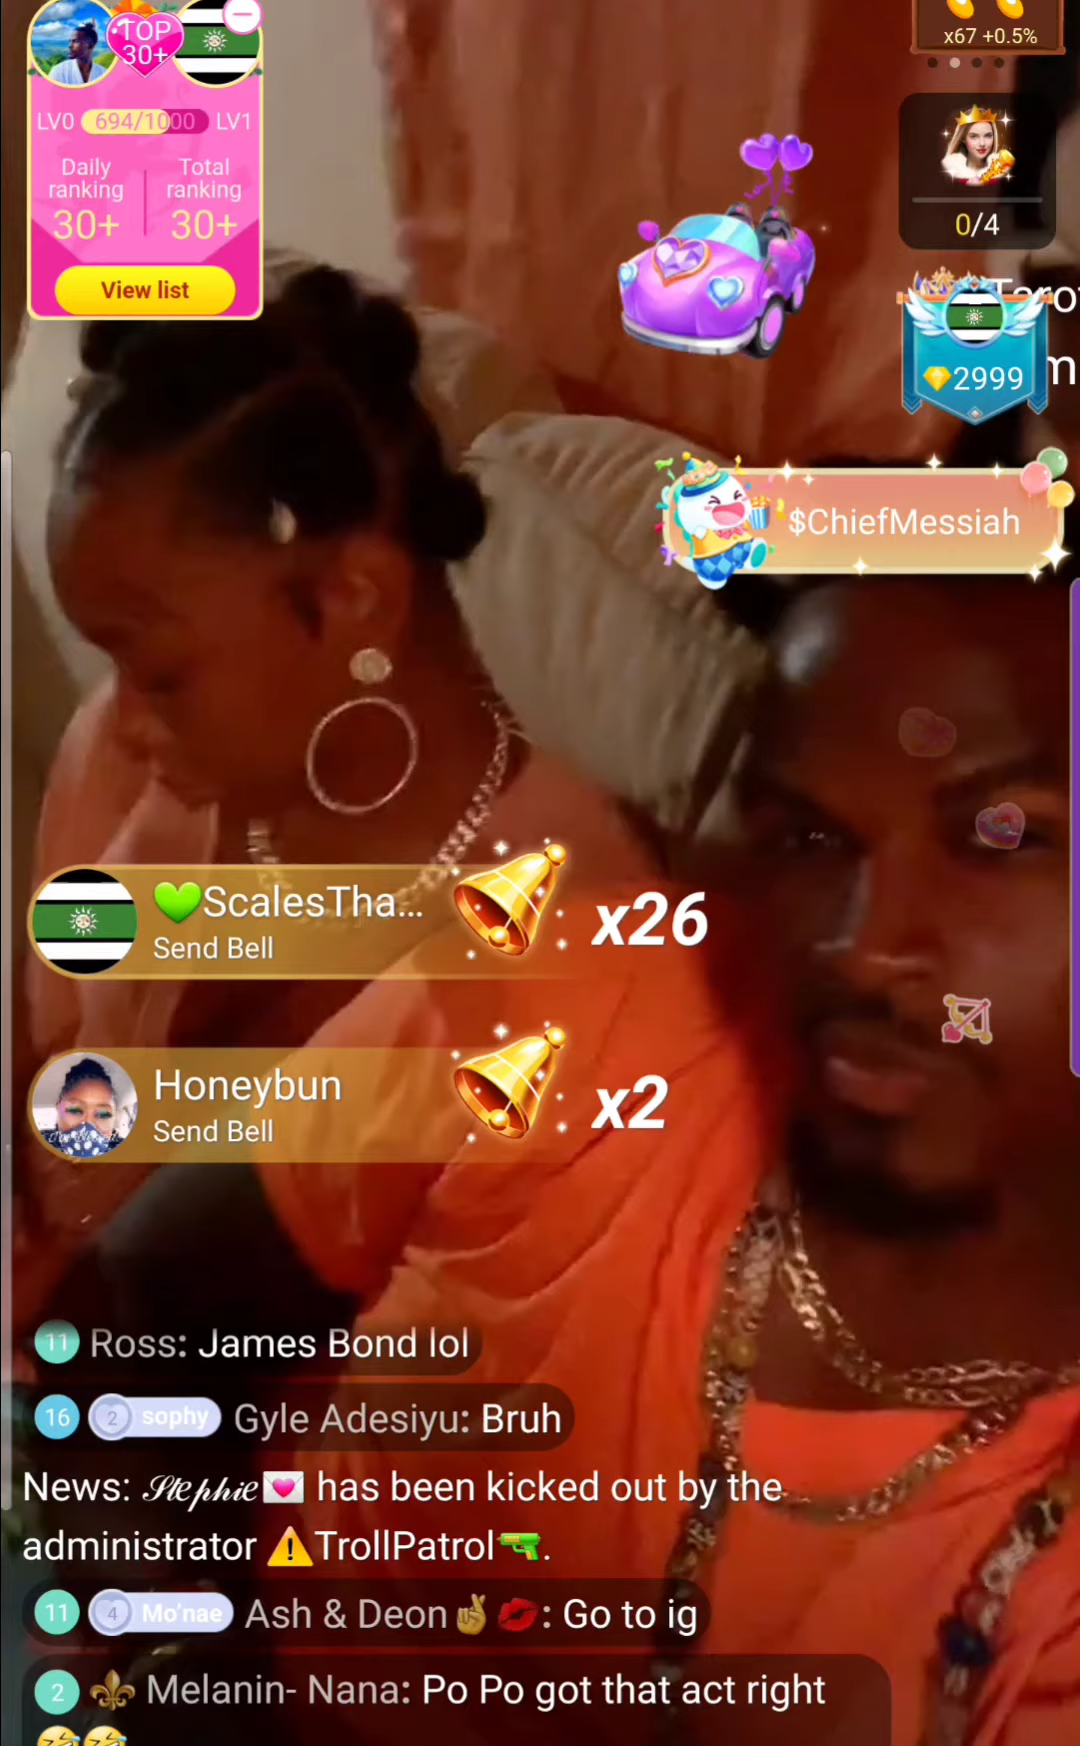 TOP
30+
x67 +0.5%
LV0 694/1000 LV1
Daily ranking
Total ranking
30+
30+
View list
0/4
2999
$ChiefMessiah
💚ScalesTha...
Send Bell
x26
Honeybun
Send Bell
x2
11 Ross: James Bond lol
16 2 sophy Gyle Adesiyu: Bruh
News: 𝒮𝓉𝑒𝓅𝒽𝒾𝑒💌 has been kicked out by the
administrator ⚠️TrollPatrol🔫.
11 4 Mo'nae Ash & Deon🤞💋: Go to ig
2 ⚜️ Melanin- Nana: Po Po got that act right
🤣🤣